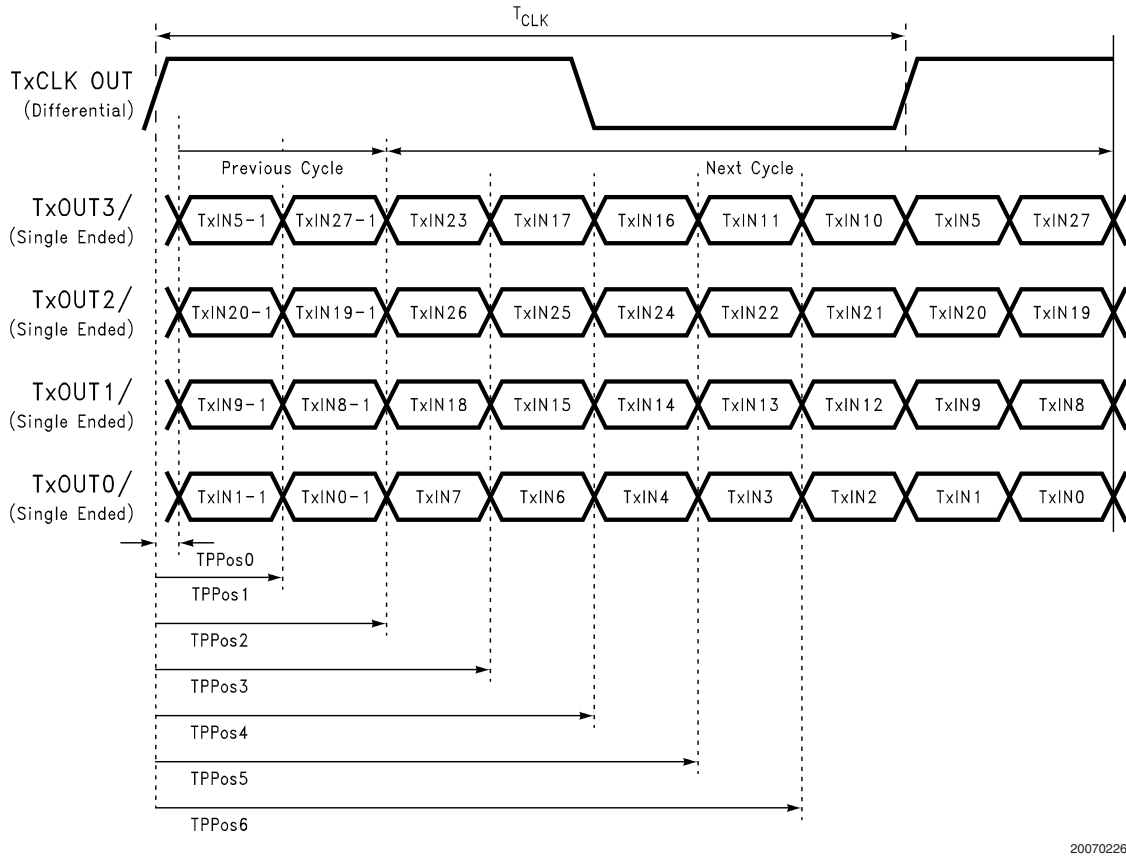 TCLK
TxCLK OUT
(Differential)
Previous Cycle
Next Cycle
TxOUT3/
(Single Ended)
TxIN5-1 TxIN27-1 TxIN23 TxIN17 TxIN16 TxIN11 TxIN10 TxIN5 TxIN27
TxOUT2/
(Single Ended)
TxIN20-1 TxIN19-1 TxIN26 TxIN25 TxIN24 TxIN22 TxIN21 TxIN20 TxIN19
TxOUT1/
(Single Ended)
TxIN9-1 TxIN8-1 TxIN18 TxIN15 TxIN14 TxIN13 TxIN12 TxIN9 TxIN8
TxOUT0/
(Single Ended)
TxIN1-1 TxIN0-1 TxIN7 TxIN6 TxIN4 TxIN3 TxIN2 TxIN1 TxIN0
TPPos0
TPPos1
TPPos2
TPPos3
TPPos4
TPPos5
TPPos6
20070226